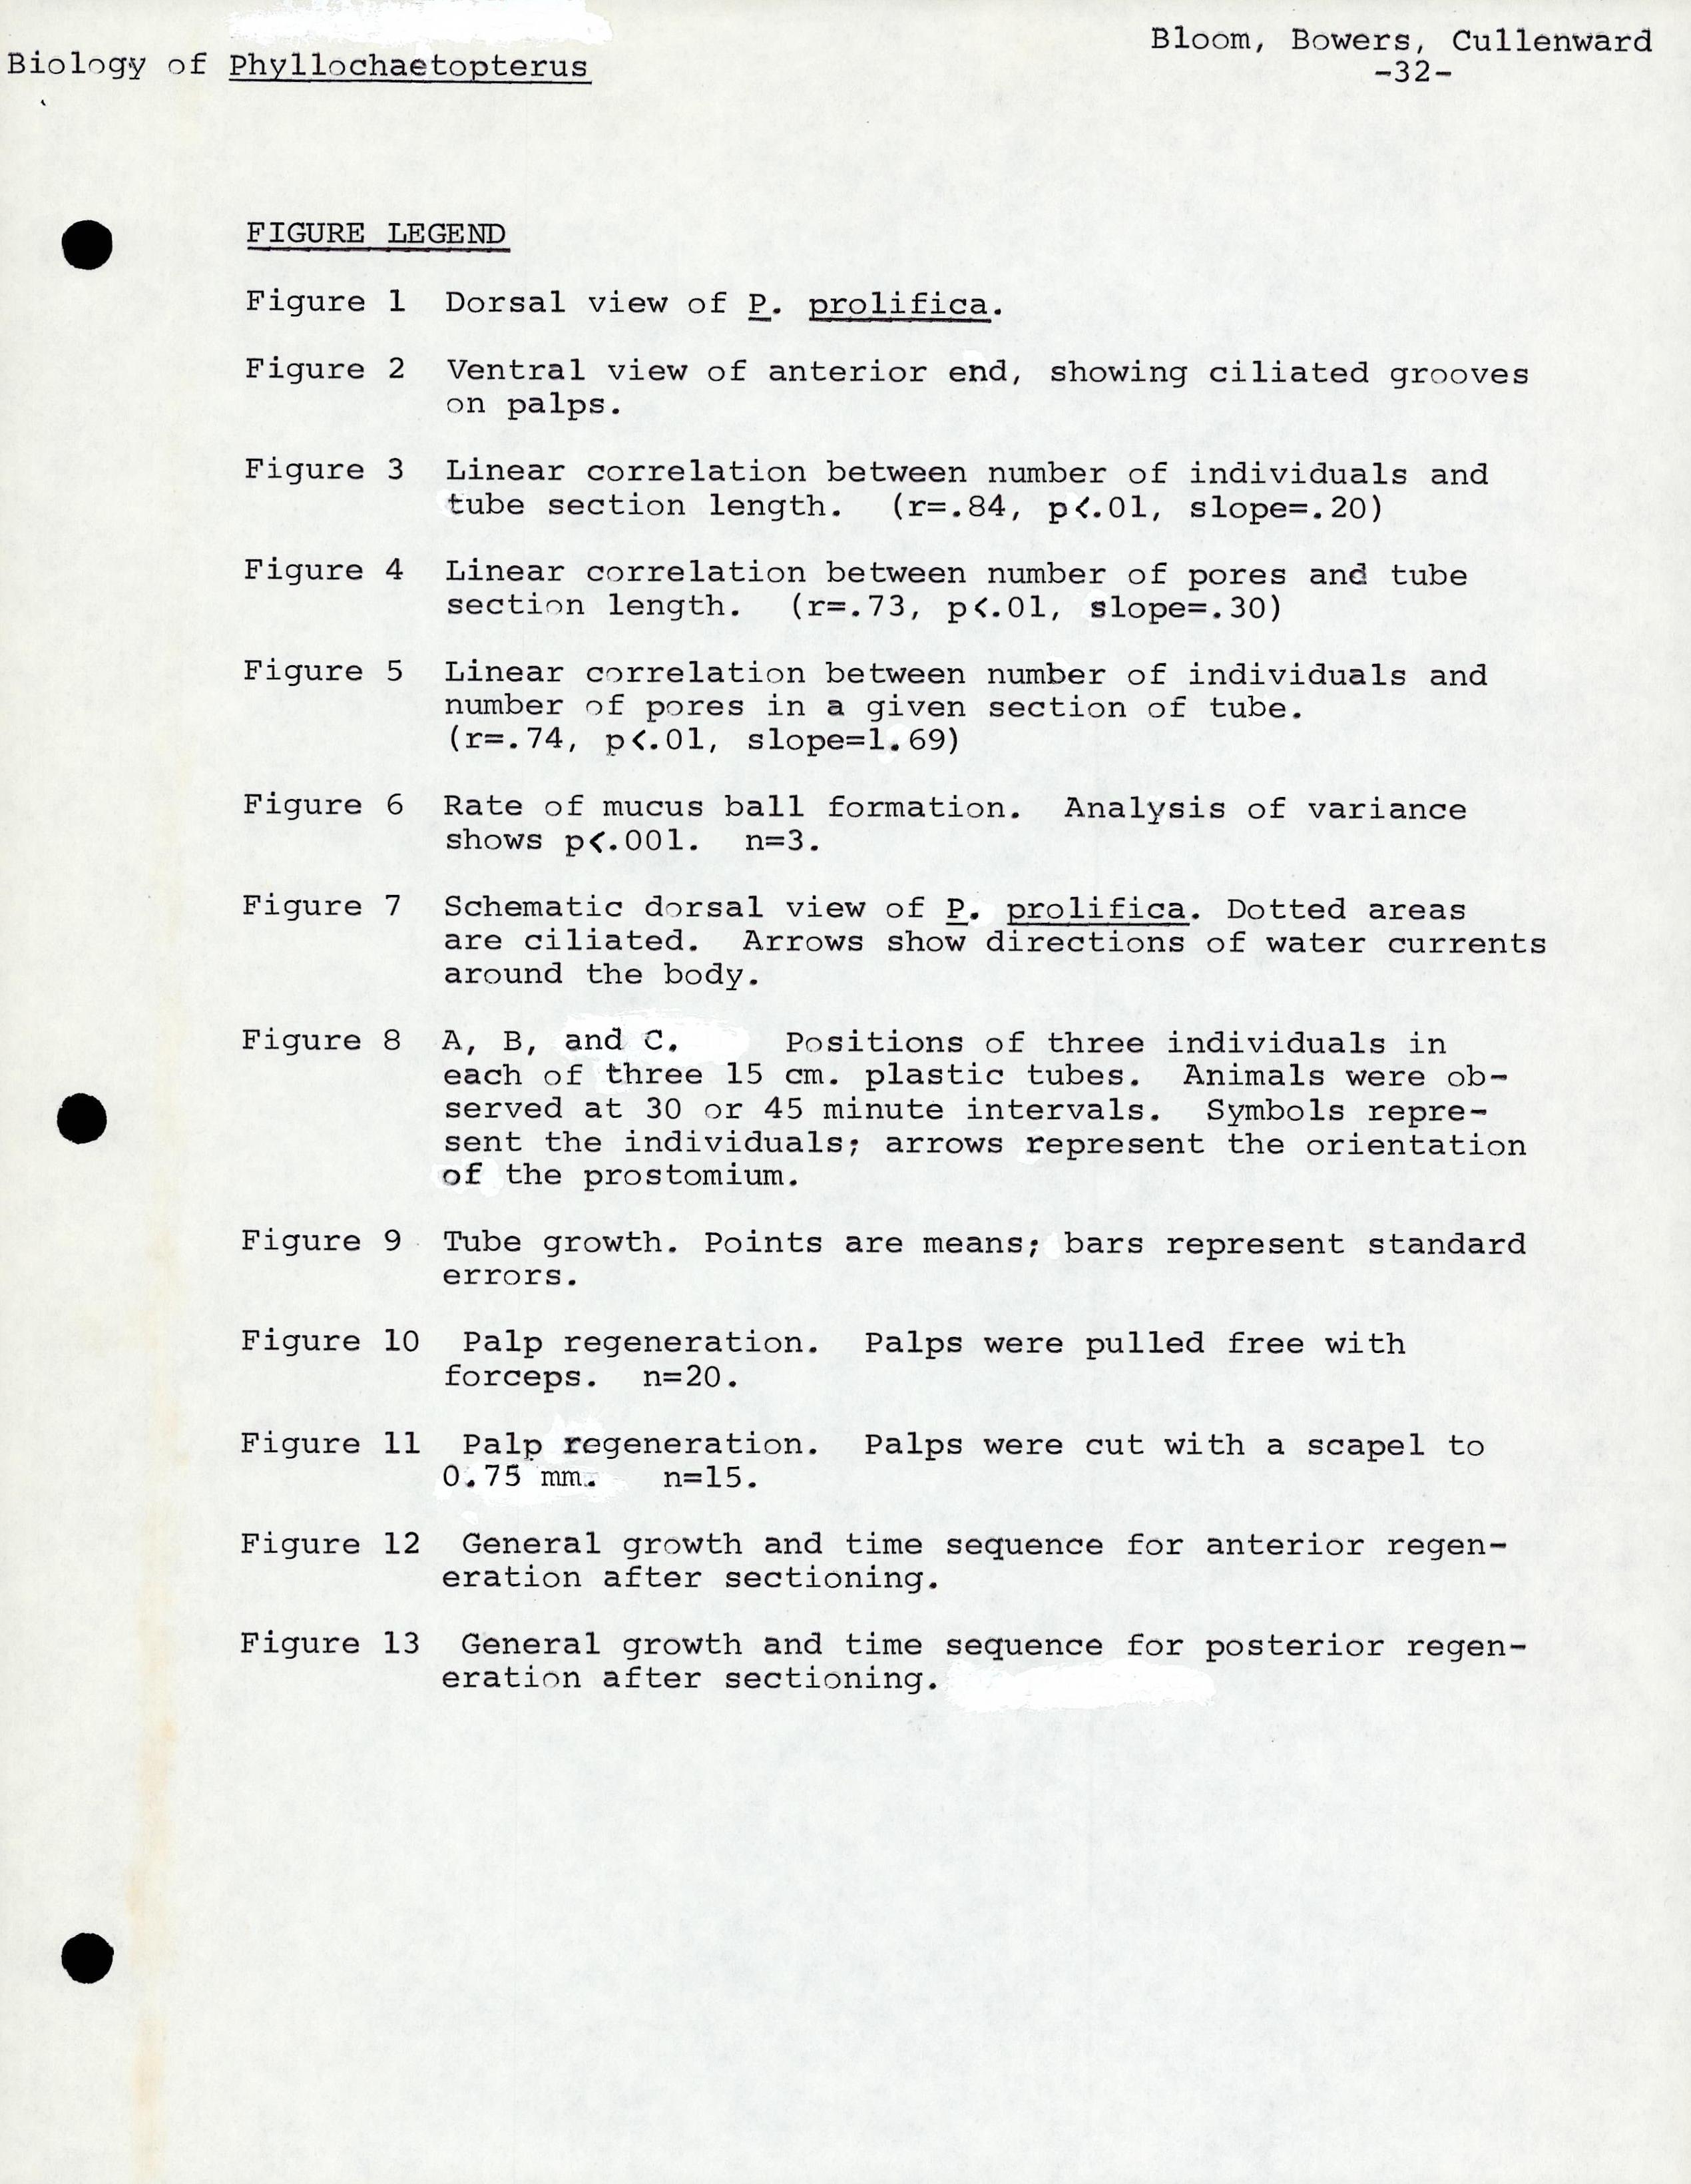 Bloom, Bowers, Cullenward
Biology of Phyllochaetopterus
-32-
FIGURE LEGEND
Figure 1 Dorsal view of P. prolifica.
Figure 2 Ventral view of anterior end, showing ciliated grooves
on palps.
Figure 3 Linear correlation between number of individuals and
tube section length. (r=.84, p<.01, slope=.20)
Figure 4 Linear correlation between number of pores and tube
section length. (r=.73, p<.01, slope=.30)
Figure 5 Linear correlation between number of individuals and
number of pores in a given section of tube.
(r=.74, p<.01, slope=1.69)
Figure 6 Rate of mucus ball formation. Analysis of variance
shows p<.001. n=3.
Figure 7 Schematic dorsal view of P. prolifica. Dotted areas
are ciliated. Arrows show directions of water currents
around the body.
Figure 8 A, B, and C. Positions of three individuals in
each of three 15 cm. plastic tubes. Animals were ob-
served at 30 or 45 minute intervals. Symbols repre-
sent the individuals; arrows represent the orientation
of the prostomium.
Figure 9 Tube growth. Points are means; bars represent standard
errors.
Figure 10 Palp regeneration. Palps were pulled free with
forceps. n=20.
Figure 11 Palp regeneration. Palps were cut with a scapel to
0.75 mm. n=15.
Figure 12 General growth and time sequence for anterior regen-
eration after sectioning.
Figure 13 General growth and time sequence for posterior regen-
eration after sectioning.